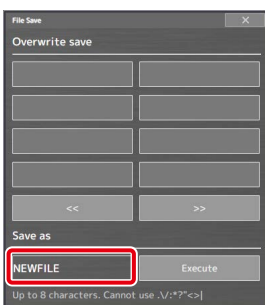 File Save
Overwrite save
<< >>
Save as
NEWFILE Execute
Up to 8 characters. Cannot use .\/:*?"<>|